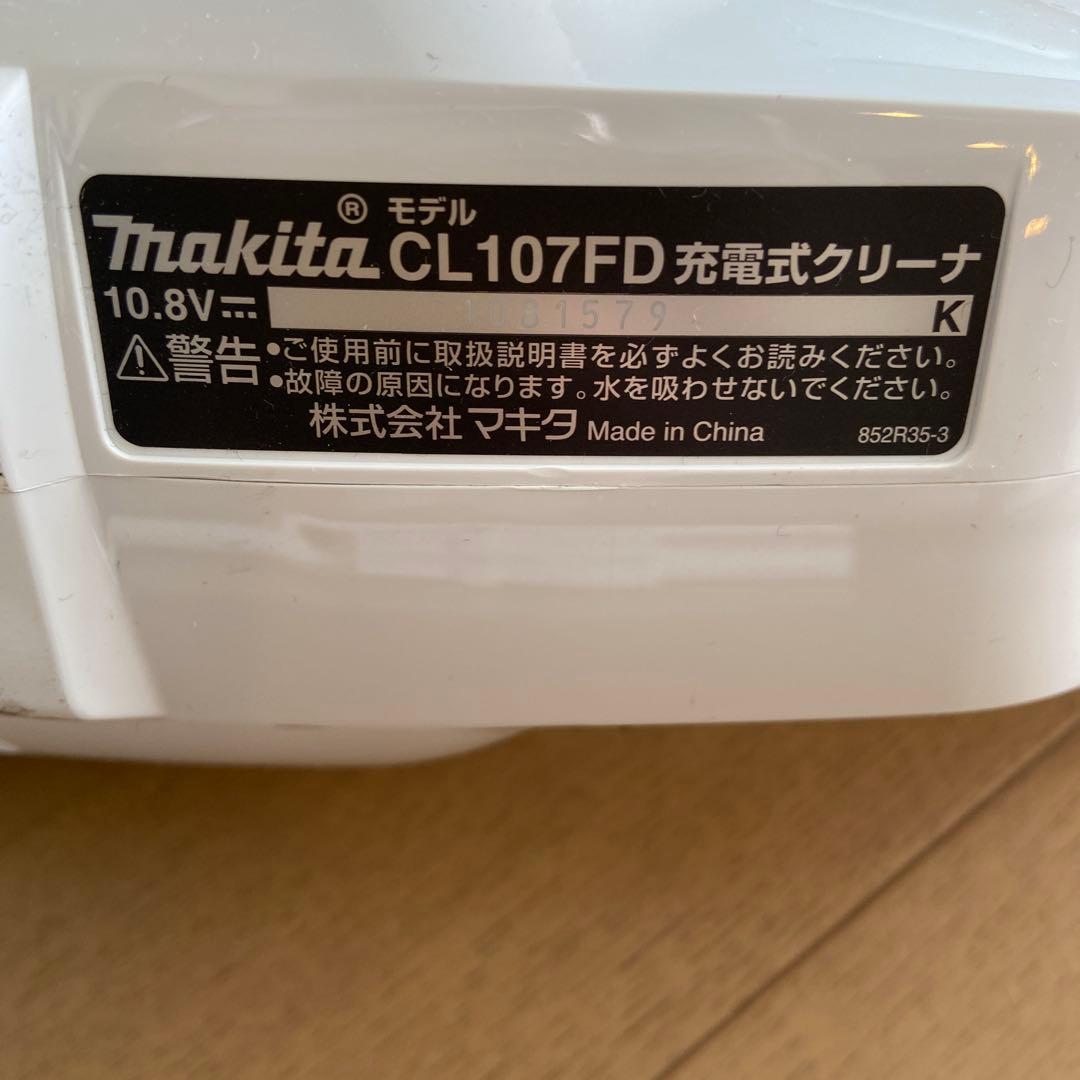 makita® モデル CL107FD 充電式クリーナ
10.8V⎓ 1081579 K
⚠警告 •ご使用前に取扱説明書を必ずよくお読みください。
•故障の原因になります。水を吸わせないでください。
株式会社マキタ Made in China 852R35-3